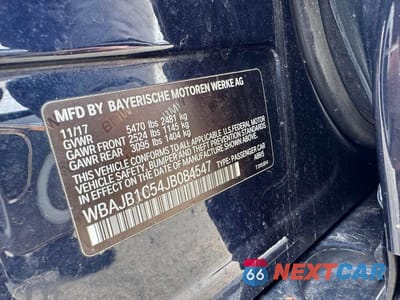 MFD BY BAYERISCHE MOTOREN WERKE AG
11/17
GVWR 5470 lbs 2481 kg
GAWR FRONT 2524 lbs 1145 kg
GAWR REAR 3095 lbs 1404 kg
THIS VEHICLE CONFORMS TO ALL APPLICABLE U.S. FEDERAL MOTOR
VEHICLE SAFETY, BUMPER, AND THEFT PREVENTION STANDARDS
IN EFFECT ON THE DATE OF MANUFACTURE SHOWN ABOVE.
WBAJB1C54JB084547 TYPE: PASSENGER CAR
66 NEXTCAR